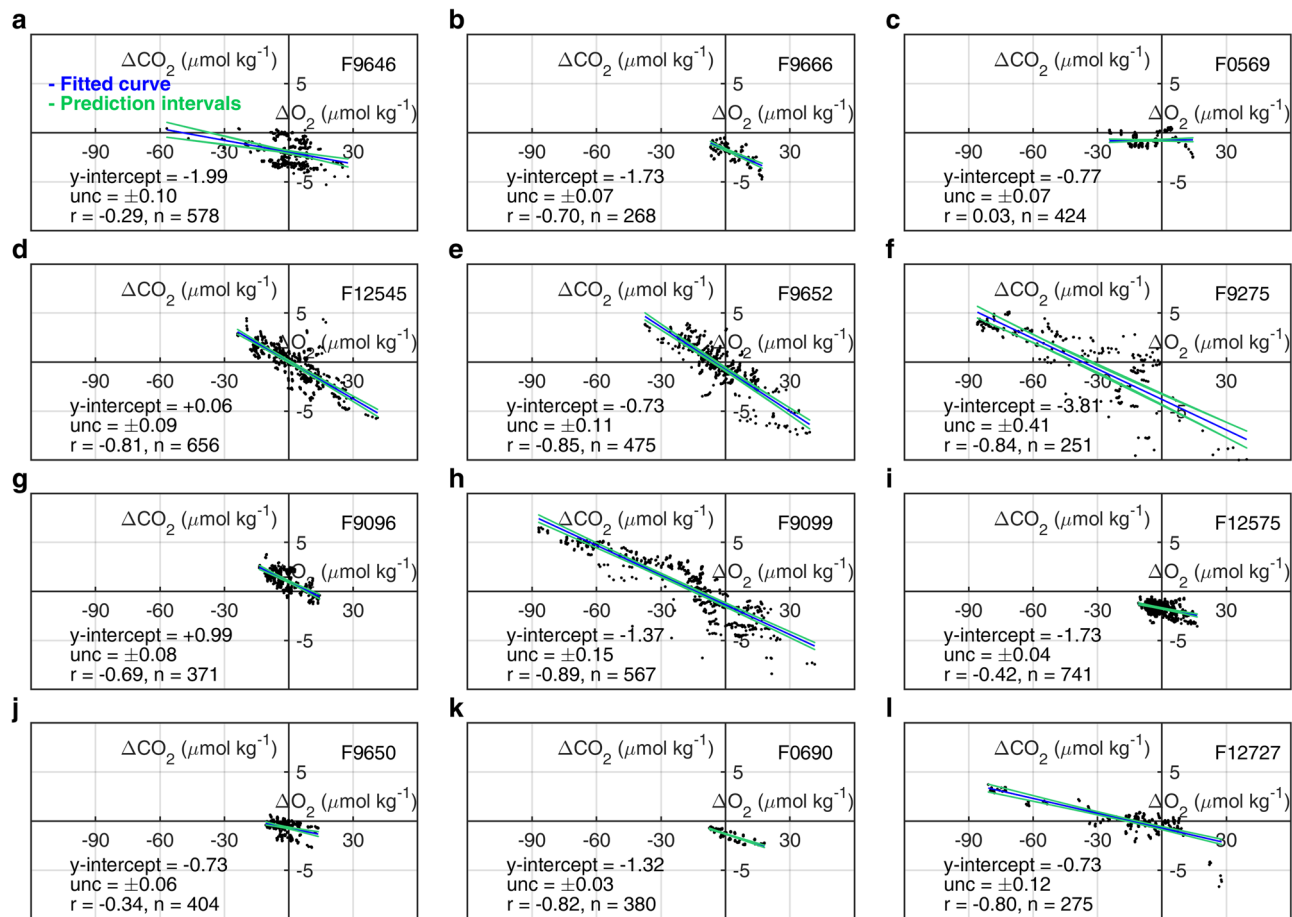 a
ΔCO2 (μmol kg-1)
F9646
- Fitted curve
- Prediction intervals
5
ΔO2 (μmol kg-1)
-90 -60 -30 30
y-intercept = -1.99
-5
unc = ±0.10
r = -0.29, n = 578
b
ΔCO2 (μmol kg-1)
F9666
5
ΔO2 (μmol kg-1)
-90 -60 -30 30
y-intercept = -1.73
-5
unc = ±0.07
r = -0.70, n = 268
c
ΔCO2 (μmol kg-1)
F0569
5
ΔO2 (μmol kg-1)
-90 -60 -30 30
y-intercept = -0.77
-5
unc = ±0.07
r = 0.03, n = 424
d
ΔCO2 (μmol kg-1)
F12545
5
ΔO2 (μmol kg-1)
-90 -60 -30 30
y-intercept = +0.06
-5
unc = ±0.09
r = -0.81, n = 656
e
ΔCO2 (μmol kg-1)
F9652
5
ΔO2 (μmol kg-1)
-90 -60 -30 30
y-intercept = -0.73
-5
unc = ±0.11
r = -0.85, n = 475
f
ΔCO2 (μmol kg-1)
F9275
5
ΔO2 (μmol kg-1)
-90 -60 -30 30
y-intercept = -3.81
-5
unc = ±0.41
r = -0.84, n = 251
g
ΔCO2 (μmol kg-1)
F9096
5
ΔO2 (μmol kg-1)
-90 -60 -30 30
y-intercept = +0.99
-5
unc = ±0.08
r = -0.69, n = 371
h
ΔCO2 (μmol kg-1)
F9099
5
ΔO2 (μmol kg-1)
-90 -60 -30 30
y-intercept = -1.37
-5
unc = ±0.15
r = -0.89, n = 567
i
ΔCO2 (μmol kg-1)
F12575
5
ΔO2 (μmol kg-1)
-90 -60 -30 30
y-intercept = -1.73
-5
unc = ±0.04
r = -0.42, n = 741
j
ΔCO2 (μmol kg-1)
F9650
5
ΔO2 (μmol kg-1)
-90 -60 -30 30
y-intercept = -0.73
-5
unc = ±0.06
r = -0.34, n = 404
k
ΔCO2 (μmol kg-1)
F0690
5
ΔO2 (μmol kg-1)
-90 -60 -30 30
y-intercept = -1.32
-5
unc = ±0.03
r = -0.82, n = 380
l
ΔCO2 (μmol kg-1)
F12727
5
ΔO2 (μmol kg-1)
-90 -60 -30 30
y-intercept = -0.73
-5
unc = ±0.12
r = -0.80, n = 275